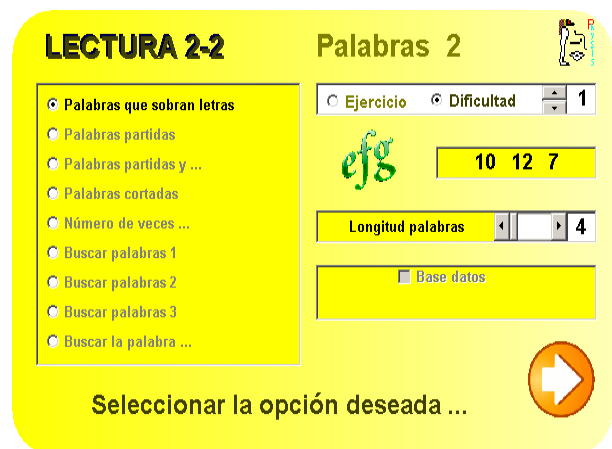 LECTURA 2-2
Palabras 2
Palabras que sobran letras
Palabras partidas
Palabras partidas y ...
Palabras cortadas
Número de veces ...
Buscar palabras 1
Buscar palabras 2
Buscar palabras 3
Buscar la palabra ...
Ejercicio Dificultad 1
efg
10 12 7
Longitud palabras 4
Base datos
Seleccionar la opción deseada ...